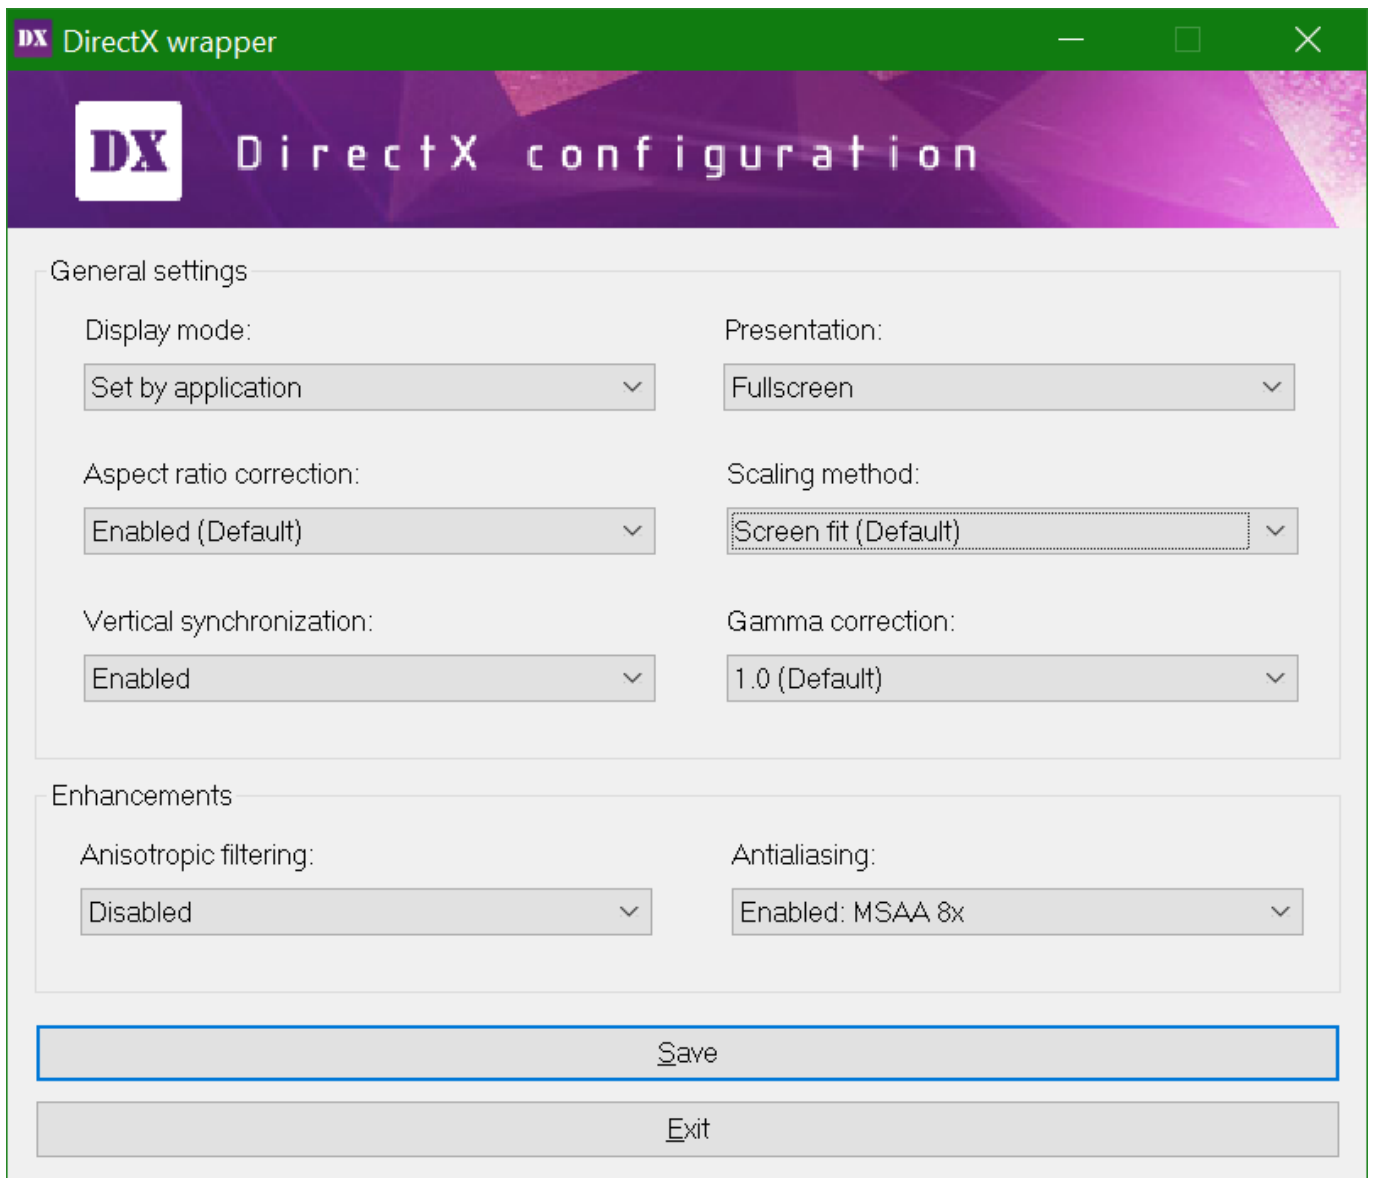 DX DirectX wrapper
DX DirectX configuration
General settings
Display mode: Presentation:
Set by application Fullscreen
Aspect ratio correction: Scaling method:
Enabled (Default) Screen fit (Default)
Vertical synchronization: Gamma correction:
Enabled 1.0 (Default)
Enhancements
Anisotropic filtering: Antialiasing:
Disabled Enabled: MSAA 8x
Save
Exit